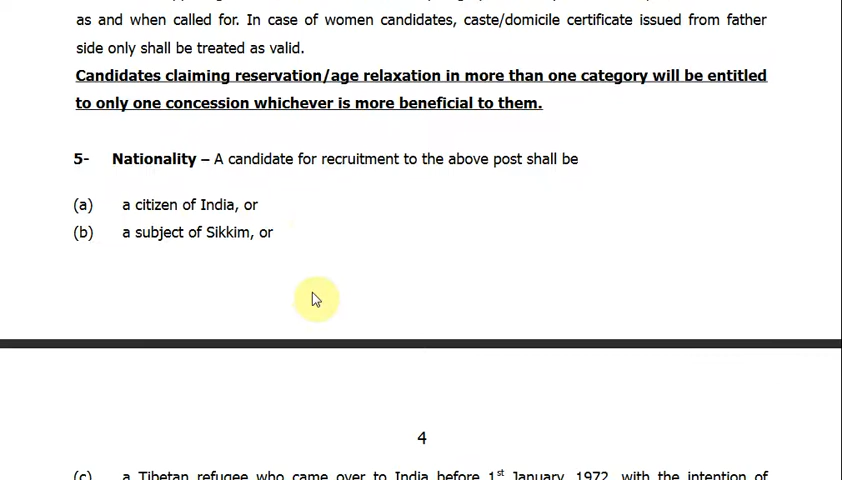 as and when called for. In case of women candidates, caste/domicile certificate issued from father
side only shall be treated as valid.
Candidates claiming reservation/age relaxation in more than one category will be entitled
to only one concession whichever is more beneficial to them.
5- Nationality – A candidate for recruitment to the above post shall be
(a) a citizen of India, or
(b) a subject of Sikkim, or
4
(c) a Tibetan refugee who came over to India before 1st January, 1972, with the intention of